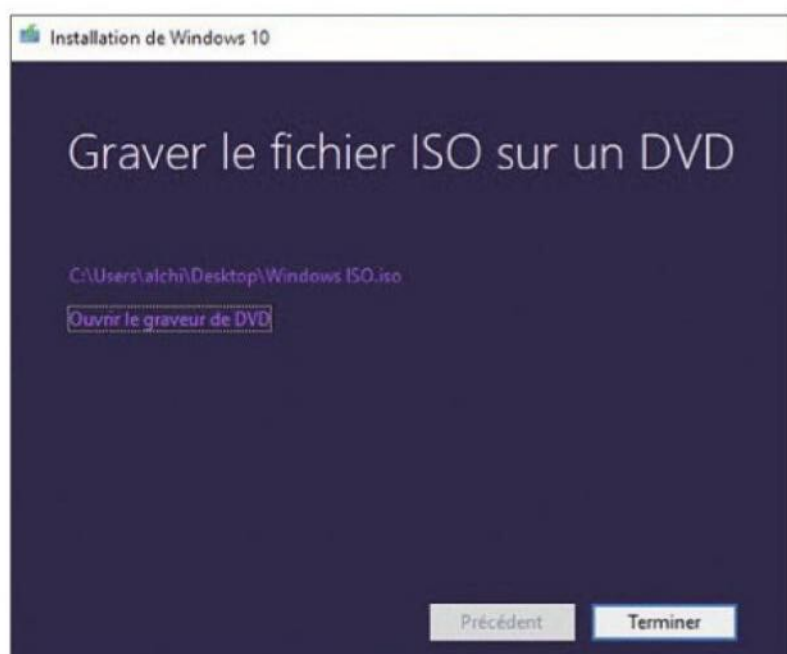 Installation de Windows 10
Graver le fichier ISO sur un DVD
C:\Users\alchi\Desktop\Windows ISO.iso
Ouvrir le graveur de DVD
Précédent
Terminer